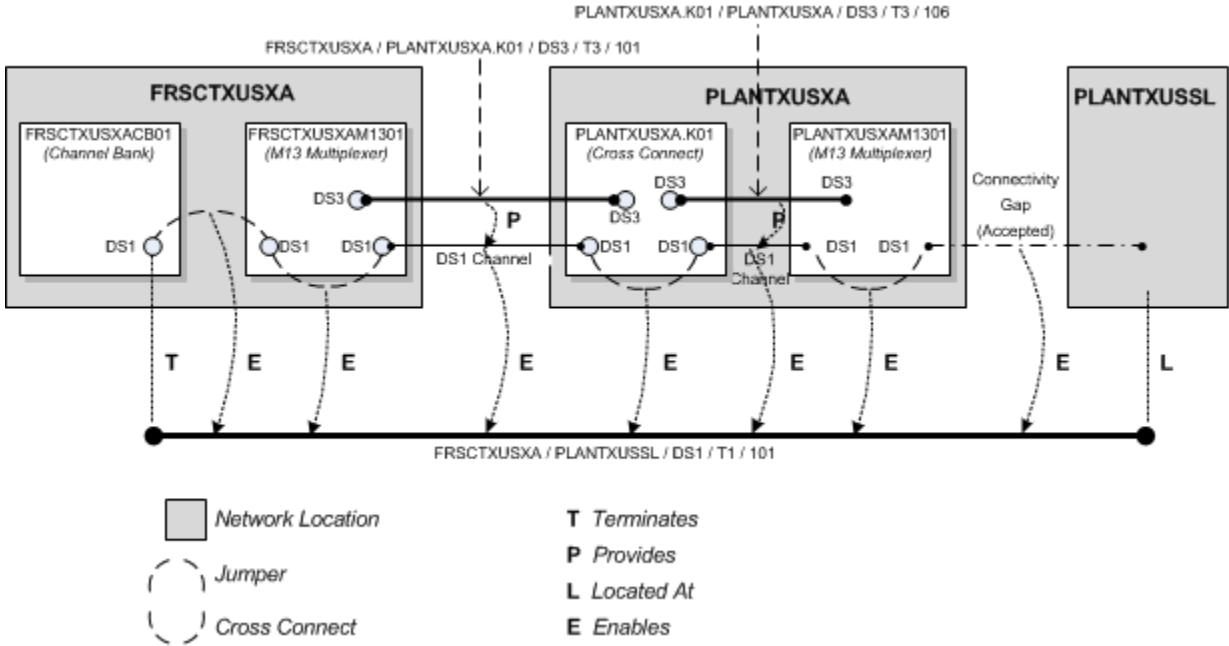 PLANTXUSXA.K01 / PLANTXUSXA / DS3 / T3 / 106
FRSCTXUSXA / PLANTXUSXA.K01 / DS3 / T3 / 101
FRSCTXUSXA
PLANTXUSXA
PLANTXUSSL
FRSCTXUSXACB01
(Channel Bank)
FRSCTXUSXAM1301
(M13 Multiplexer)
PLANTXUSXA.K01
(Cross Connect)
PLANTXUSXAM1301
(M13 Multiplexer)
DS3
DS3
DS3
DS3
Connectivity
Gap
(Accepted)
P
P
DS1
DS1
DS1
DS1
DS1
DS1
DS1
DS1 Channel
DS1
Channel
T
E
E
E
E
E
E
E
L
FRSCTXUSXA / PLANTXUSSL / DS1 / T1 / 101
Network Location
Jumper
Cross Connect
T Terminates
P Provides
L Located At
E Enables